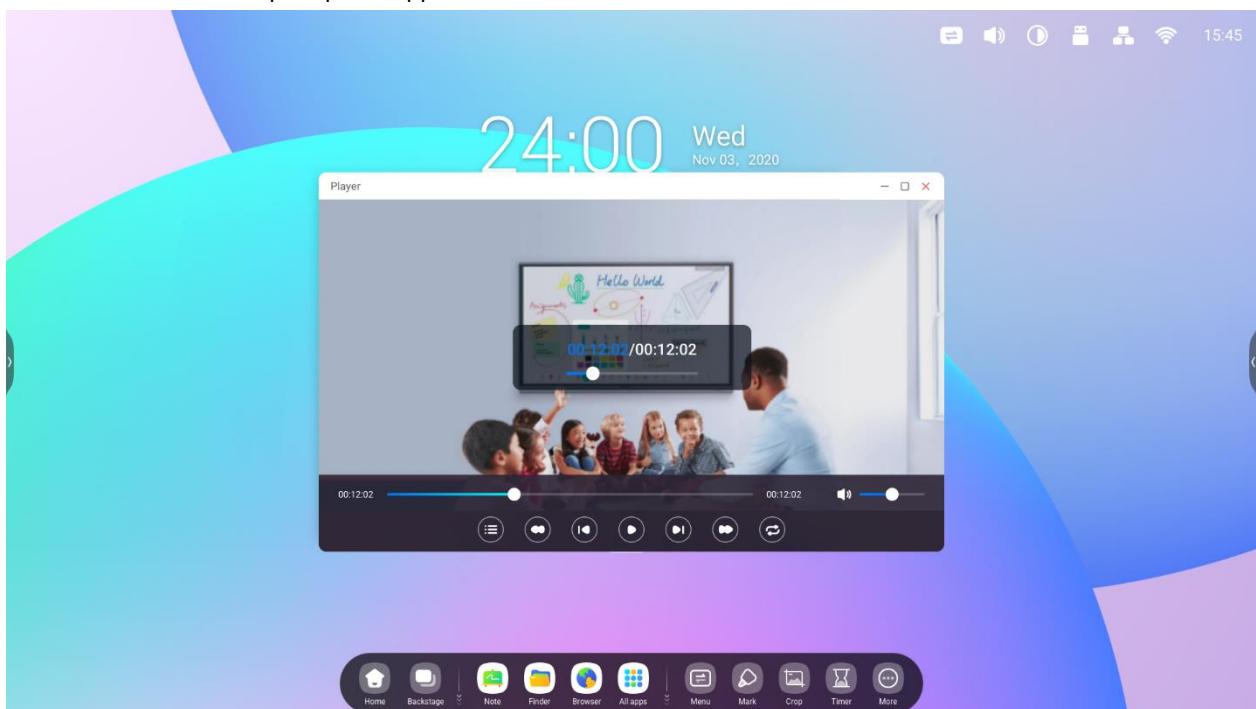 15:45
24:00
Wed
Nov 03, 2020
Player
Hello World
Assignments
00:12:02/00:12:02
00:12:02
00:12:02
Home Backstage Note Finder Browser All apps Menu Mark Crop Timer More